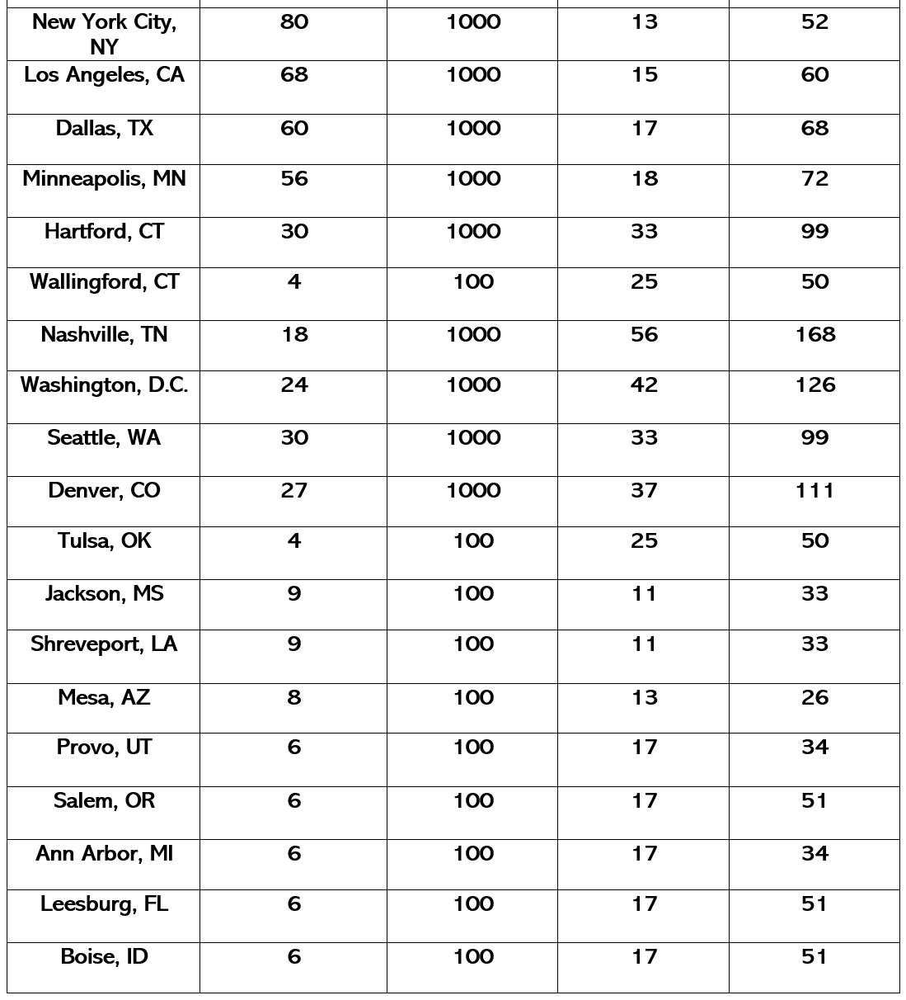 New York City, 80 1000 13 52
NY
Los Angeles, CA 68 1000 15 60
Dallas, TX 60 1000 17 68
Minneapolis, MN 56 1000 18 72
Hartford, CT 30 1000 33 99
Wallingford, CT 4 100 25 50
Nashville, TN 18 1000 56 168
Washington, D.C. 24 1000 42 126
Seattle, WA 30 1000 33 99
Denver, CO 27 1000 37 111
Tulsa, OK 4 100 25 50
Jackson, MS 9 100 11 33
Shreveport, LA 9 100 11 33
Mesa, AZ 8 100 13 26
Provo, UT 6 100 17 34
Salem, OR 6 100 17 51
Ann Arbor, MI 6 100 17 34
Leesburg, FL 6 100 17 51
Boise, ID 6 100 17 51